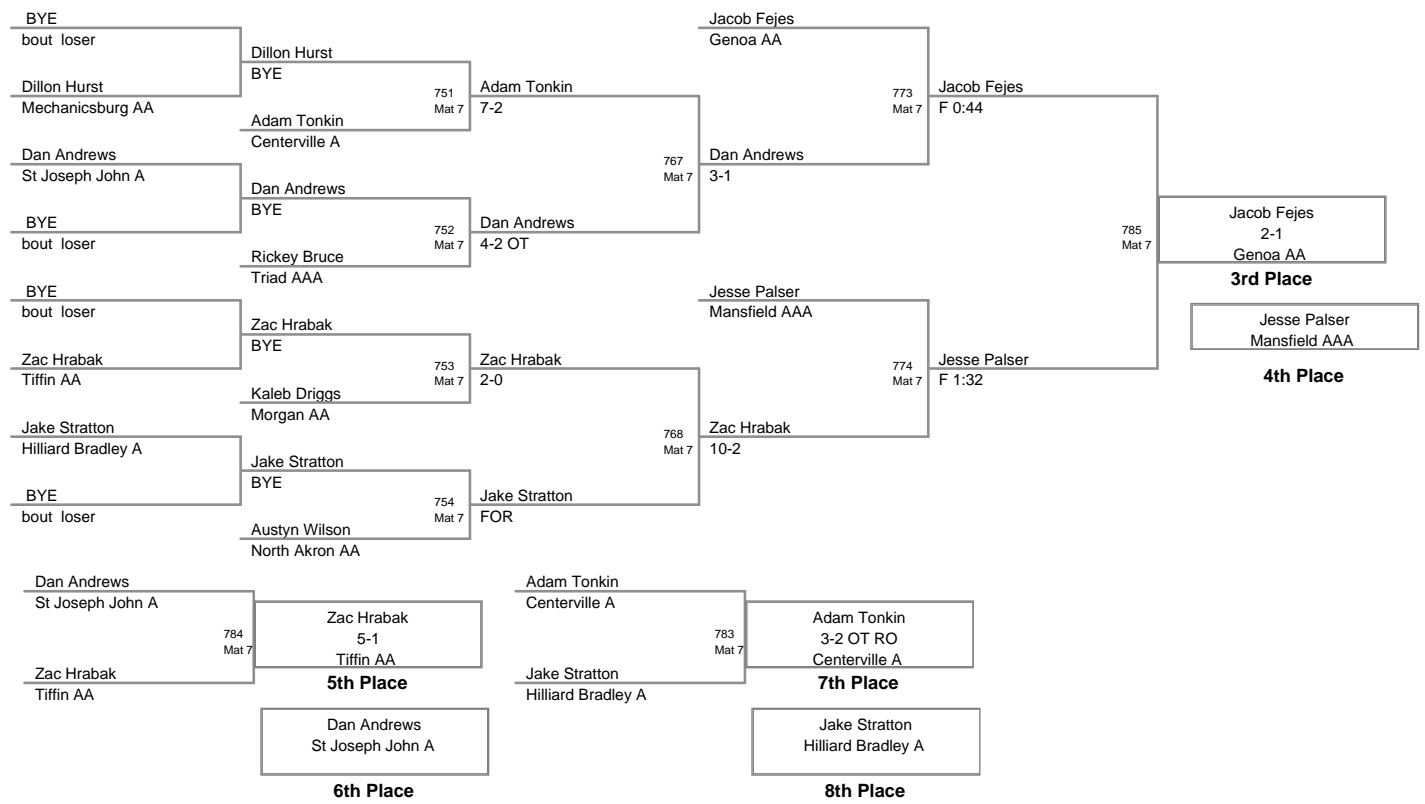 BYE
bout loser
Dillon Hurst
Mechanicsburg AA
Dan Andrews
St Joseph John A
BYE
bout loser
BYE
bout loser
Zac Hrabak
Tiffin AA
Jake Stratton
Hilliard Bradley A
BYE
bout loser
Dillon Hurst
BYE
Adam Tonkin
Centerville A
Dan Andrews
BYE
Rickey Bruce
Triad AAA
Zac Hrabak
BYE
Kaleb Driggs
Morgan AA
Jake Stratton
BYE
Austyn Wilson
North Akron AA
751
Mat 7
752
Mat 7
753
Mat 7
754
Mat 7
Adam Tonkin
7-2
Dan Andrews
4-2 OT
Zac Hrabak
2-0
Jake Stratton
FOR
767
Mat 7
768
Mat 7
Jacob Fejes
Genoa AA
Dan Andrews
3-1
Jesse Palser
Mansfield AAA
Zac Hrabak
10-2
773
Mat 7
774
Mat 7
Jacob Fejes
F 0:44
Jesse Palser
F 1:32
785
Mat 7
Jacob Fejes
2-1
Genoa AA
3rd Place
Jesse Palser
Mansfield AAA
4th Place
Dan Andrews
St Joseph John A
Zac Hrabak
Tiffin AA
784
Mat 7
Zac Hrabak
5-1
Tiffin AA
5th Place
Dan Andrews
St Joseph John A
6th Place
Adam Tonkin
Centerville A
Jake Stratton
Hilliard Bradley A
783
Mat 7
Adam Tonkin
3-2 OT RO
Centerville A
7th Place
Jake Stratton
Hilliard Bradley A
8th Place